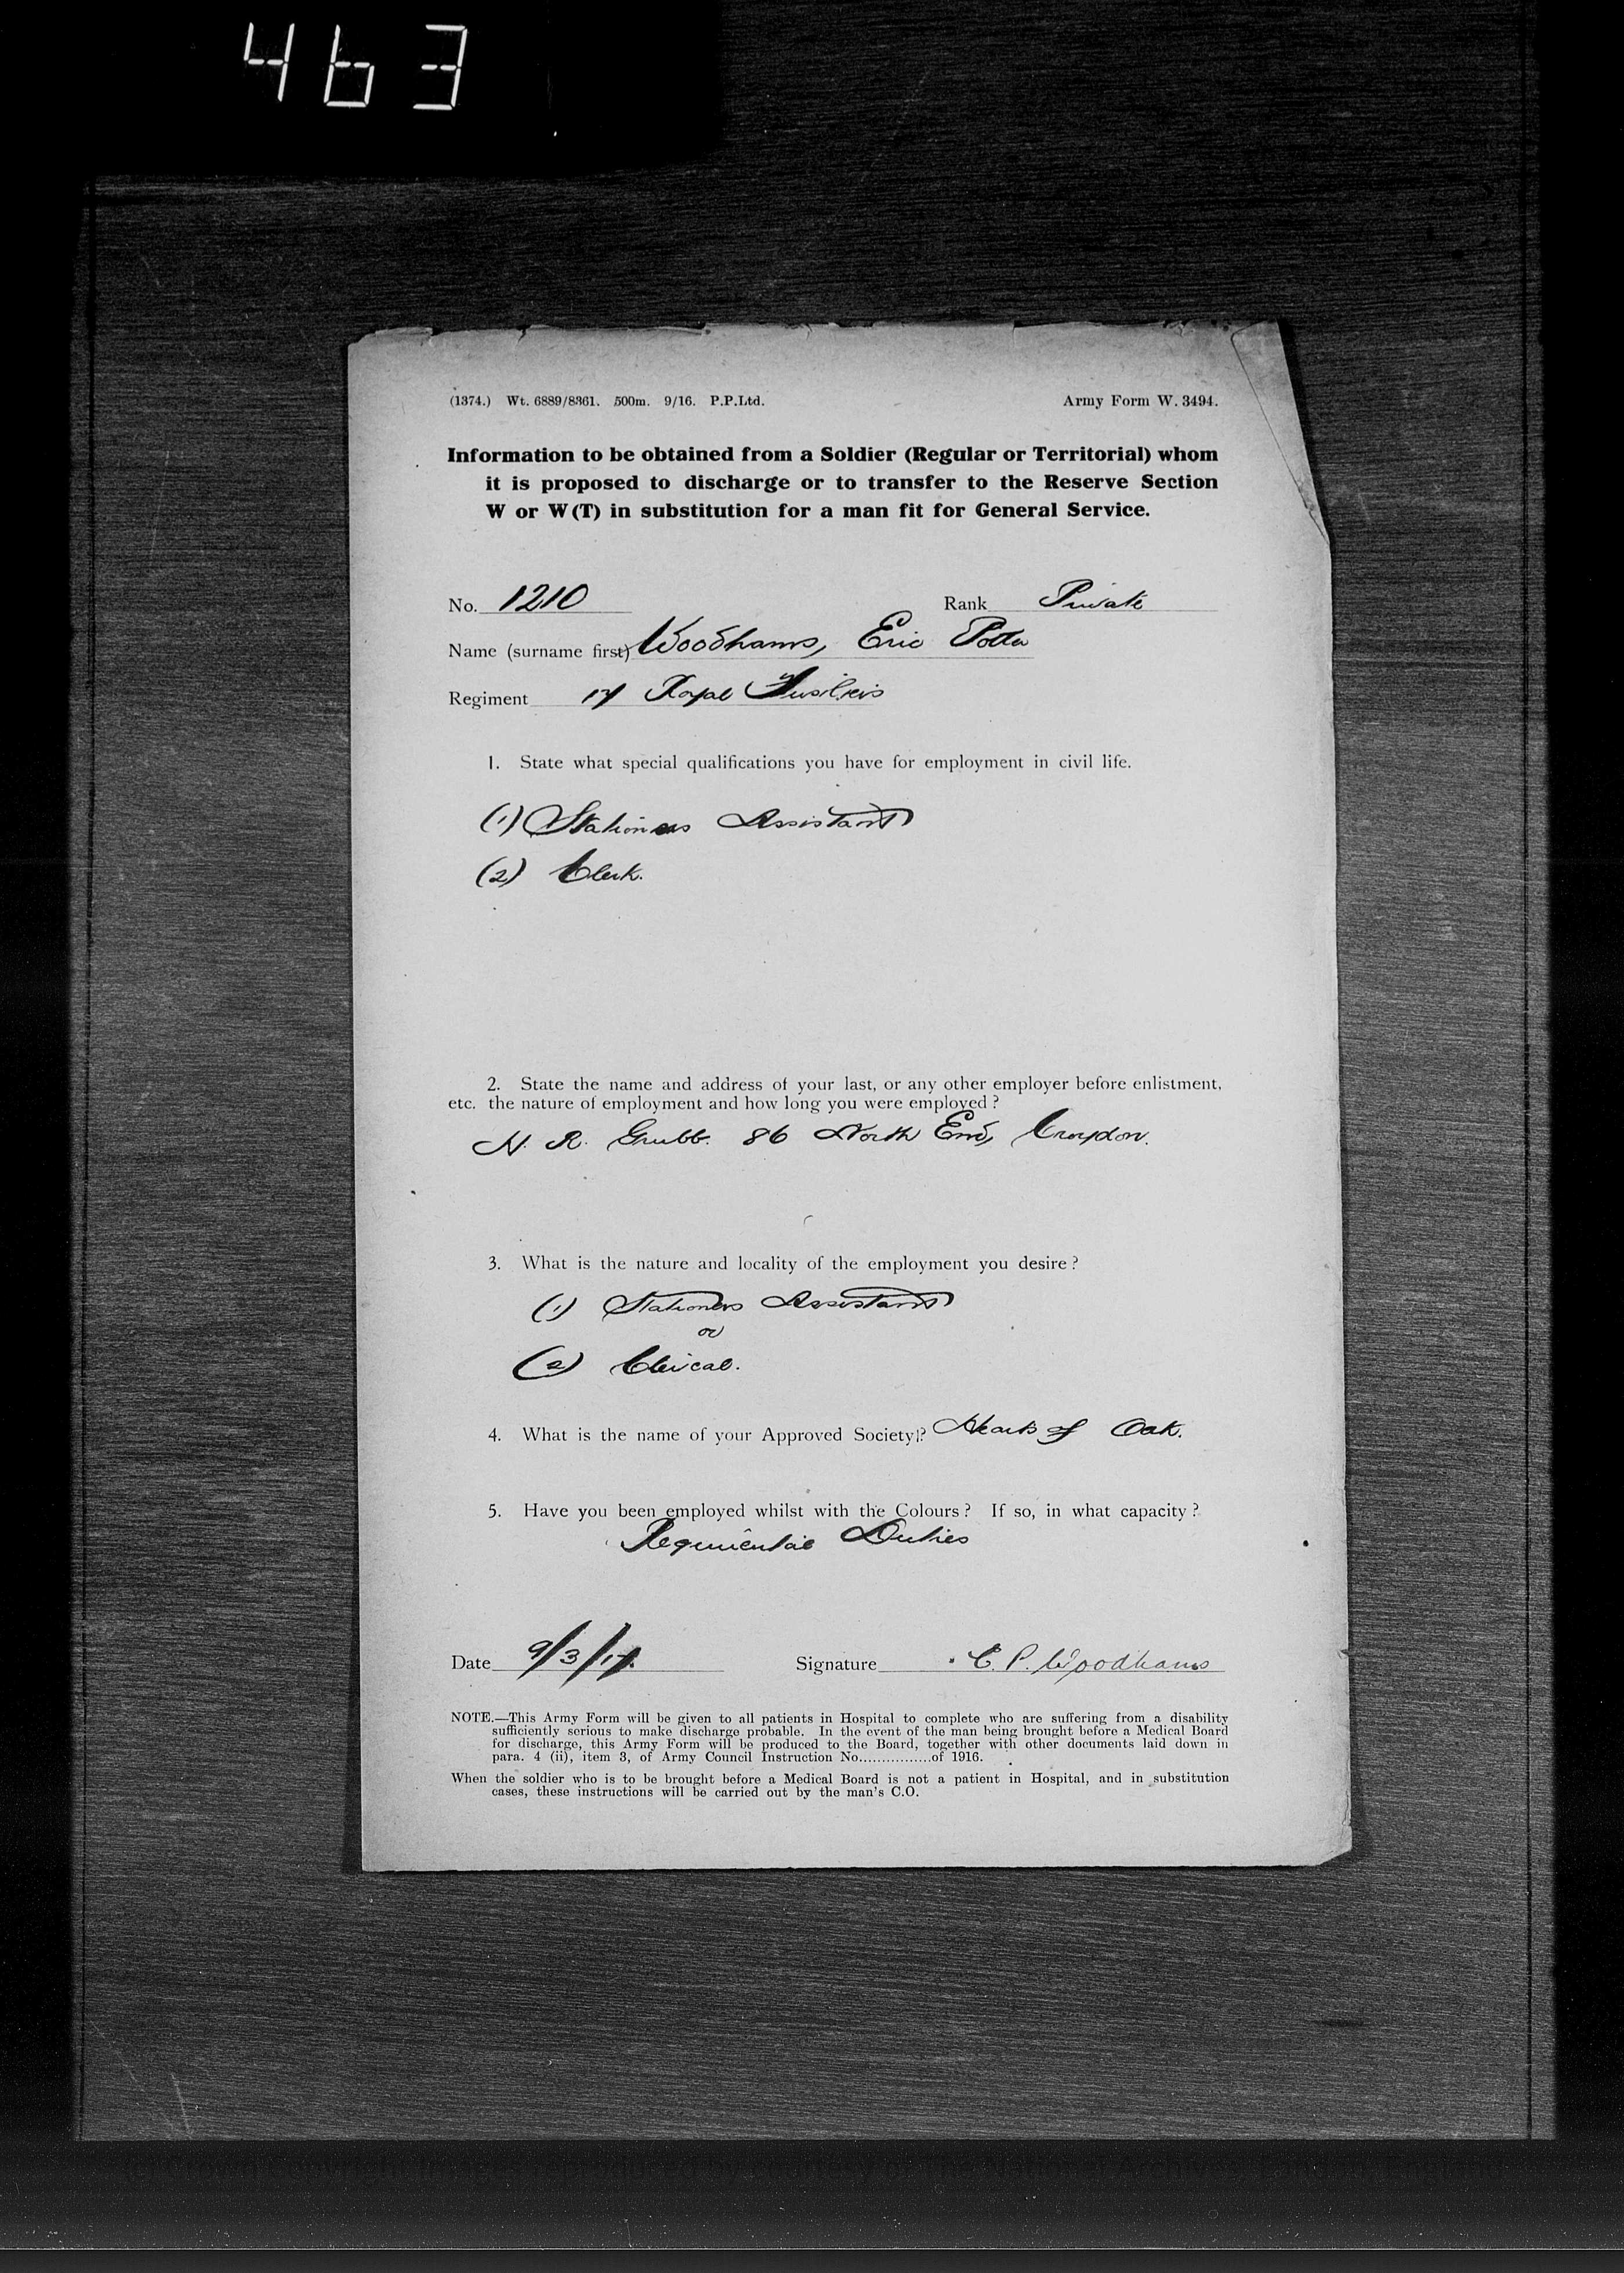 463
(1374.) Wt. 6889/8361. 500m. 9/16. P.P.Ltd. Army Form W. 3494.
Information to be obtained from a Soldier (Regular or Territorial) whom
it is proposed to discharge or to transfer to the Reserve Section
W or W(T) in substitution for a man fit for General Service.
No. 1210 Rank Private
Name (surname first) Woodhams, Eric Potter
Regiment 17 Royal Fusiliers
1. State what special qualifications you have for employment in civil life.
(1) Stationers Assistant
(2) Clerk.
2. State the name and address of your last, or any other employer before enlistment,
etc. the nature of employment and how long you were employed?
H. R. Grubb. 86 North End, Croydon.
3. What is the nature and locality of the employment you desire?
(1) Stationers Assistant
or
(2) Clerical.
4. What is the name of your Approved Society? Hearts of Oak.
5. Have you been employed whilst with the Colours? If so, in what capacity?
Regimental Duties
Date 9/3/17. Signature E. P. Woodhams
NOTE.—This Army Form will be given to all patients in Hospital to complete who are suffering from a disability
sufficiently serious to make discharge probable. In the event of the man being brought before a Medical Board
for discharge, this Army Form will be produced to the Board, together with other documents laid down in
para. 4 (ii), item 3, of Army Council Instruction No................of 1916.
When the soldier who is to be brought before a Medical Board is not a patient in Hospital, and in substitution
cases, these instructions will be carried out by the man's C.O.